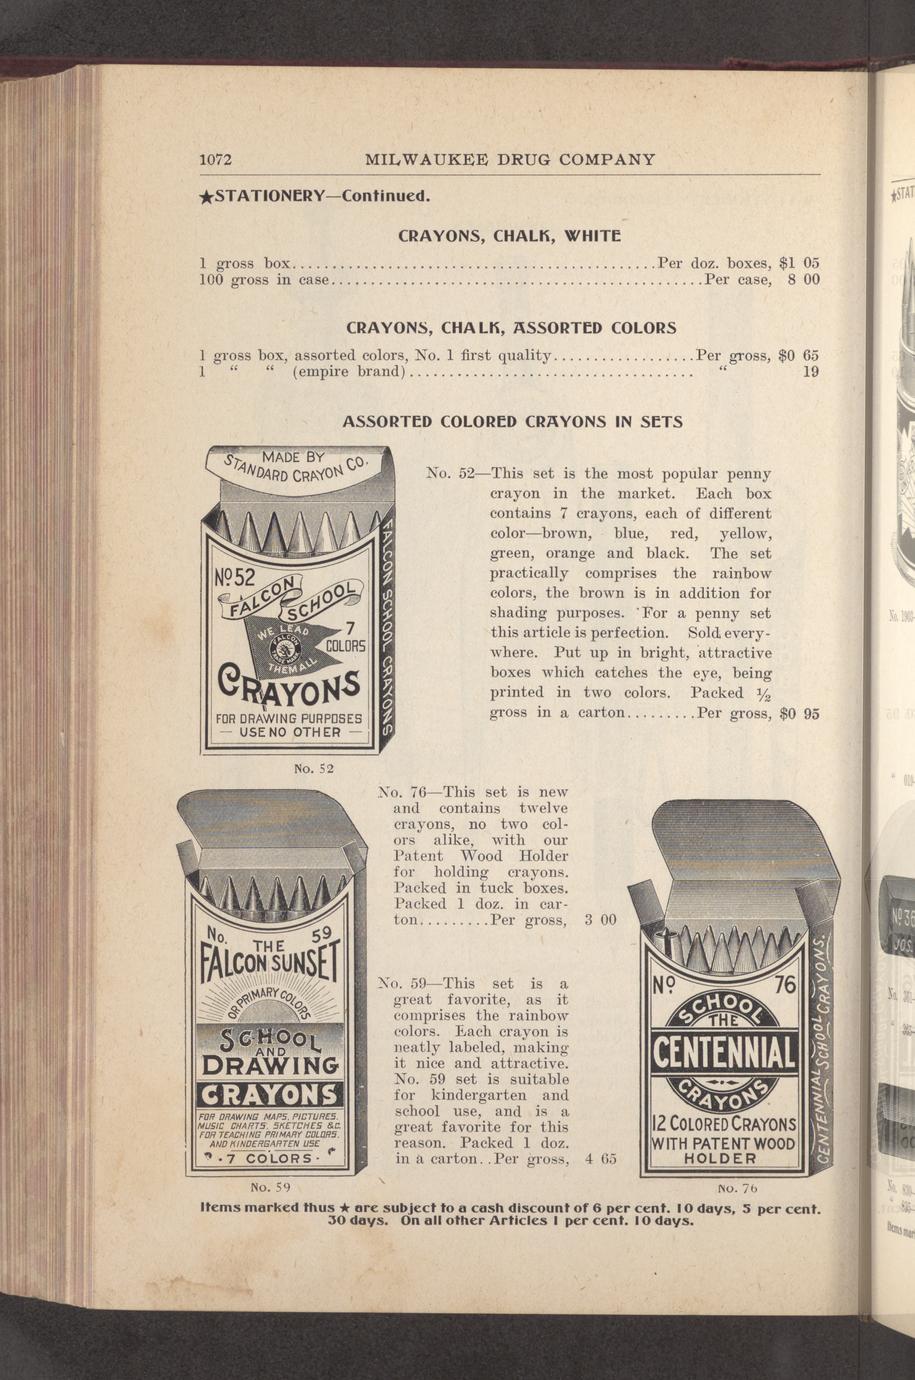 1072 MILWAUKEE DRUG COMPANY
★STATIONERY—Continued.
CRAYONS, CHALK, WHITE
1 gross box............................................Per doz. boxes, $1 05
100 gross in case..............................................Per case, 8 00
CRAYONS, CHALK, ASSORTED COLORS
1 gross box, assorted colors, No. 1 first quality..................Per gross, $0 65
1 “ “ (empire brand).................................... “ 19
ASSORTED COLORED CRAYONS IN SETS
MADE BY
STANDARD CRAYON CO.
Nº 52
FALCON SCHOOL
WE LEAD
FALCON
THEM ALL
7
COLORS
CRAYONS
FOR DRAWING PURPOSES
— USE NO OTHER —
FALCON SCHOOL CRAYONS
No. 52
No. 52—This set is the most popular penny
crayon in the market. Each box
contains 7 crayons, each of different
color—brown, blue, red, yellow,
green, orange and black. The set
practically comprises the rainbow
colors, the brown is in addition for
shading purposes. For a penny set
this article is perfection. Sold every-
where. Put up in bright, attractive
boxes which catches the eye, being
printed in two colors. Packed ½
gross in a carton.........Per gross, $0 95
No. 76—This set is new
and contains twelve
crayons, no two col-
ors alike, with our
Patent Wood Holder
for holding crayons.
Packed in tuck boxes.
Packed 1 doz. in car-
ton.........Per gross, 3 00
No. 59—This set is a
great favorite, as it
comprises the rainbow
colors. Each crayon is
neatly labeled, making
it nice and attractive.
No. 59 set is suitable
for kindergarten and
school use, and is a
great favorite for this
reason. Packed 1 doz.
in a carton..Per gross, 4 65
No. 59
THE
FALCON SUNSET
OR PRIMARY COLORS
SCHOOL
AND
DRAWING
CRAYONS
FOR DRAWING MAPS, PICTURES,
MUSIC CHARTS, SKETCHES &C.
FOR TEACHING PRIMARY COLORS,
AND KINDERGARTEN USE
·7 COLORS·
No. 59
Nº 76
SCHOOL
THE
CENTENNIAL
CRAYONS
12 COLORED CRAYONS
WITH PATENT WOOD
HOLDER
CENTENNIAL SCHOOL CRAYONS.
No. 76
Items marked thus ★ are subject to a cash discount of 6 per cent. 10 days, 5 per cent.
30 days. On all other Articles 1 per cent. 10 days.
★STAT